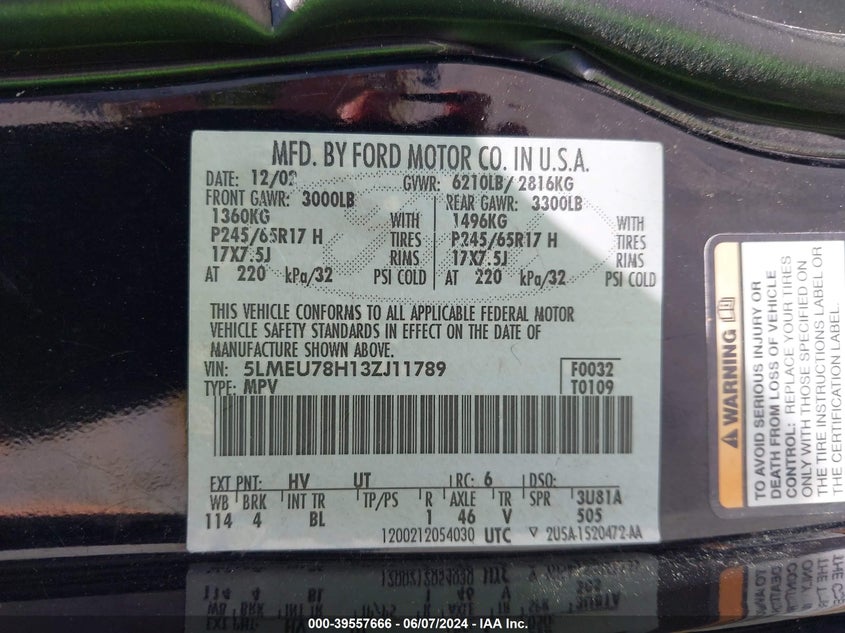 MFD. BY FORD MOTOR CO. IN U.S.A.
DATE: 12/02 GVWR: 6210LB/ 2816KG
FRONT GAWR: 3000LB REAR GAWR: 3300LB
1360KG WITH 1496KG WITH
P245/65R17 H TIRES P245/65R17 H TIRES
17X7.5J RIMS 17X7.5J RIMS
AT 220 kPa/32 PSI COLD AT 220 kPa/32 PSI COLD
THIS VEHICLE CONFORMS TO ALL APPLICABLE FEDERAL MOTOR
VEHICLE SAFETY STANDARDS IN EFFECT ON THE DATE OF
MANUFACTURE SHOWN ABOVE.
VIN: 5LMEU78H13ZJ11789 F0032
TYPE: MPV T0109
EXT PNT: HV UT RC: 6 DSO:
WB BRK INT TR TP/PS R AXLE TR SPR 3U81A
114 4 BL 1 46 V 505
1200212054030 UTC ▽ 2U5A-1520472-AA
⚠ WARNING
TO AVOID SERIOUS INJURY OR
DEATH FROM LOSS OF VEHICLE
CONTROL: REPLACE YOUR TIRES
ONLY WITH THOSE SPECIFIED ON
THE TIRE INSTRUCTIONS LABEL OR
THE CERTIFICATION LABEL.
000-39557666 - 06/07/2024 - IAA Inc.